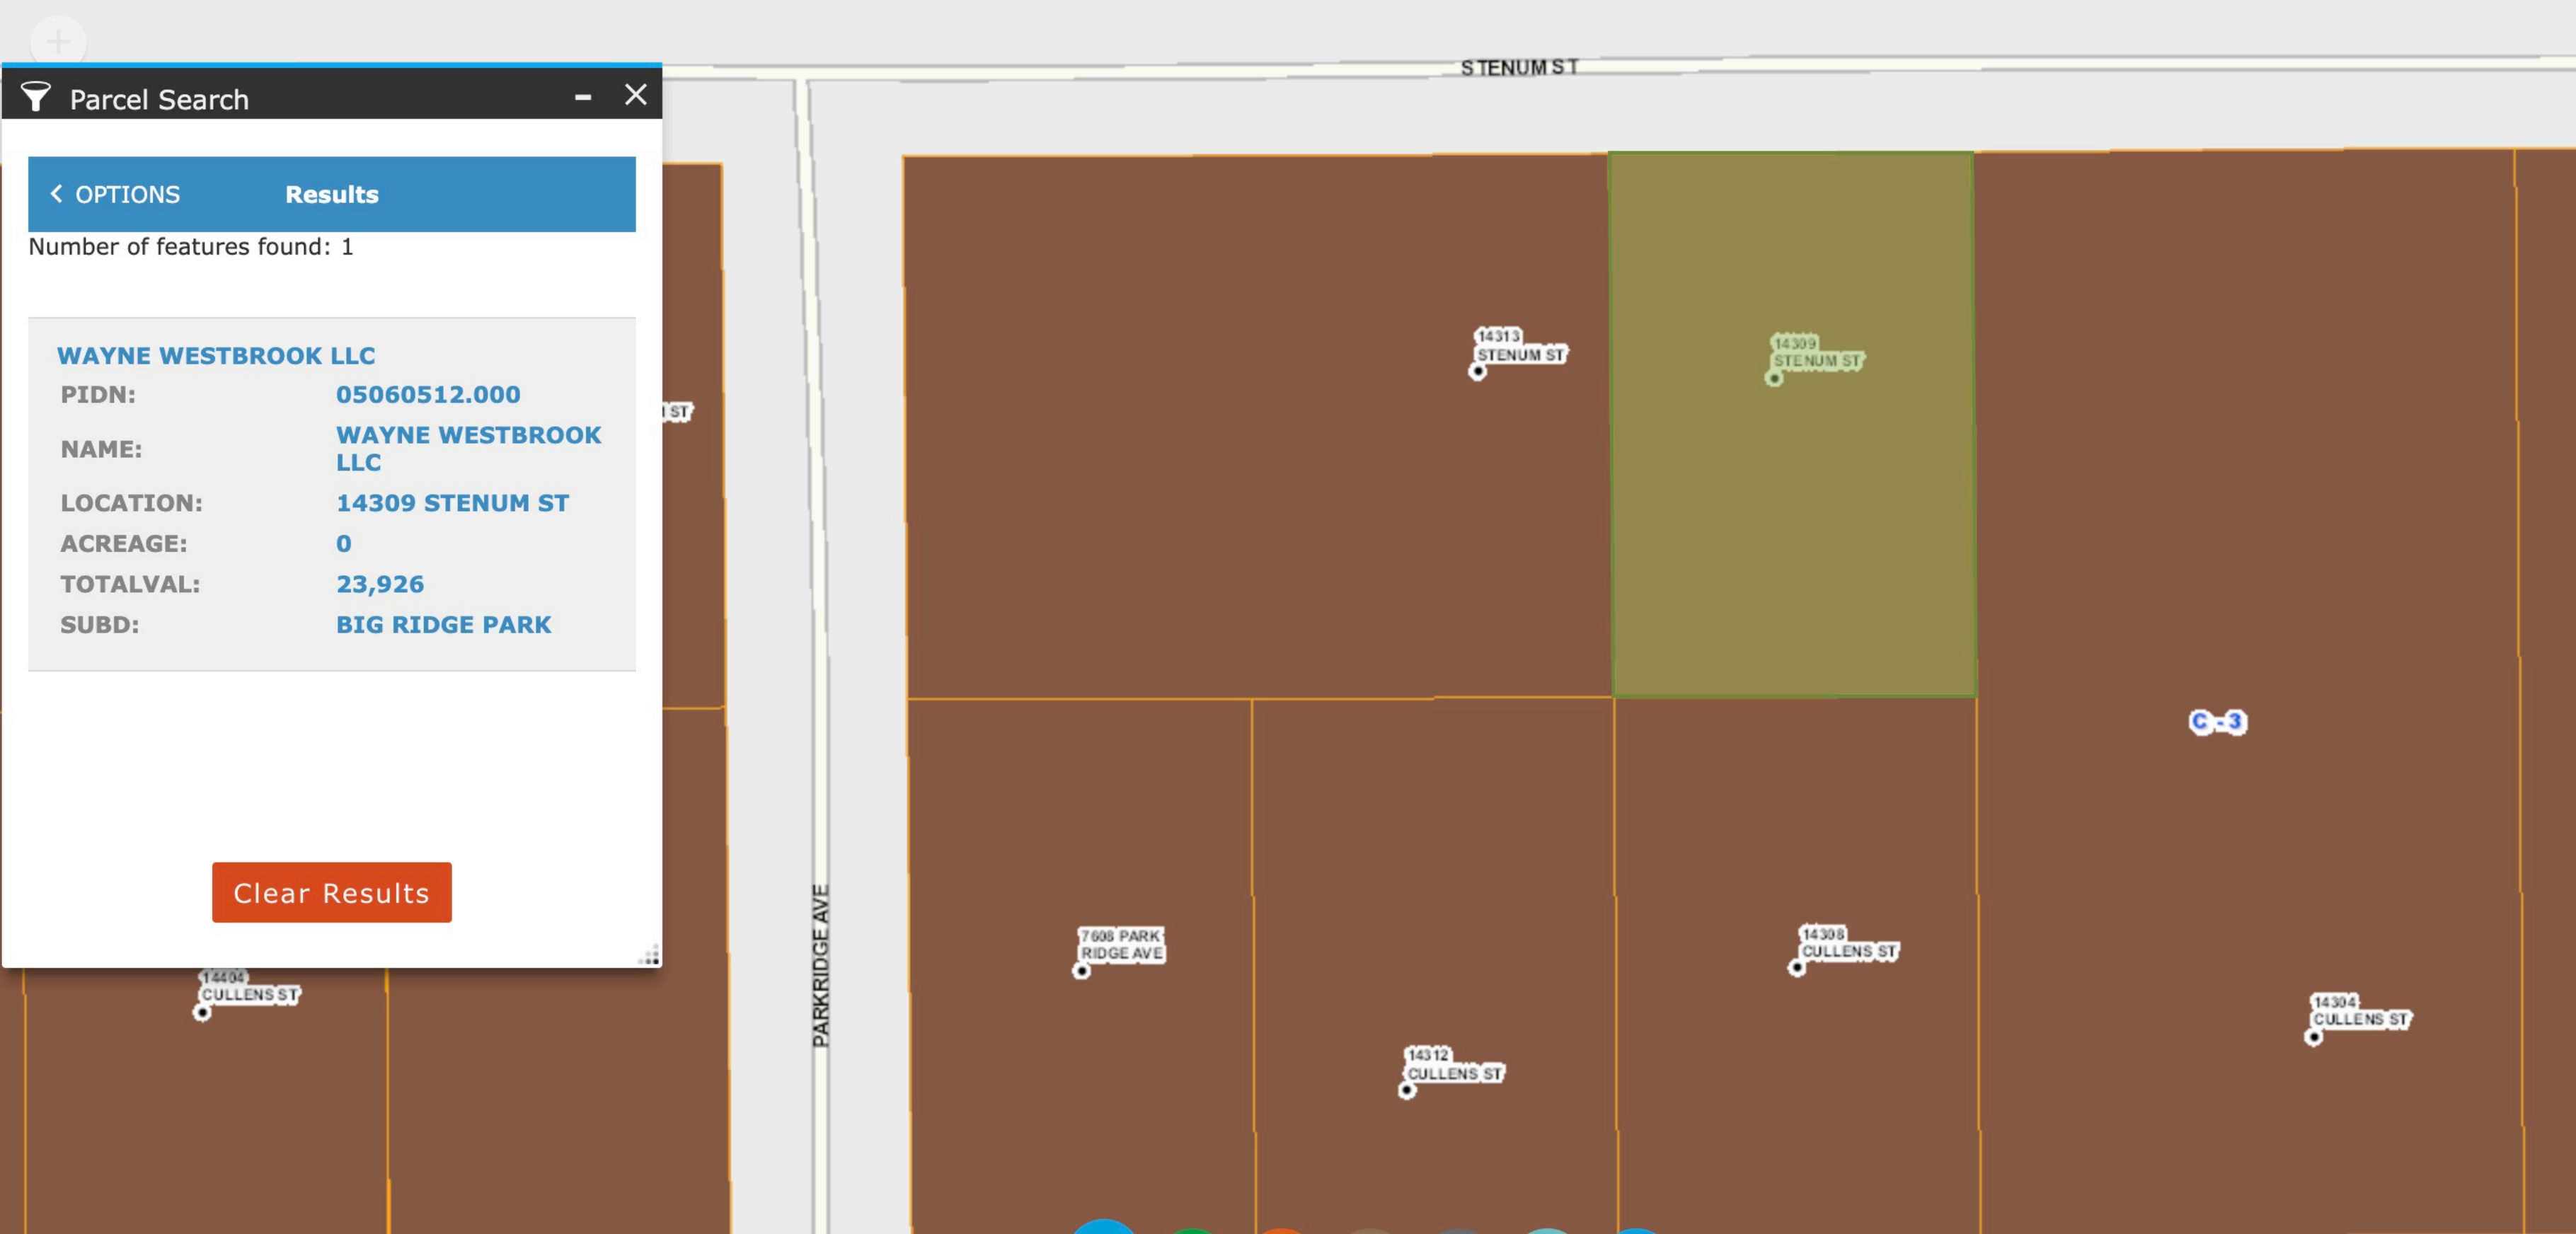 STENUM ST
Parcel Search
OPTIONS
Results
Number of features found: 1
WAYNE WESTBROOK LLC
PIDN: 05060512.000
NAME: WAYNE WESTBROOK
LLC
LOCATION: 14309 STENUM ST
ACREAGE: 0
TOTALVAL: 23,926
SUBD: BIG RIDGE PARK
Clear Results
ST
14313
STENUM ST
14309
STENUM ST
C-3
PARKRIDGE AVE
7608 PARK
RIDGE AVE
14308
CULLENS ST
14404
CULLENS ST
14304
CULLENS ST
14312
CULLENS ST